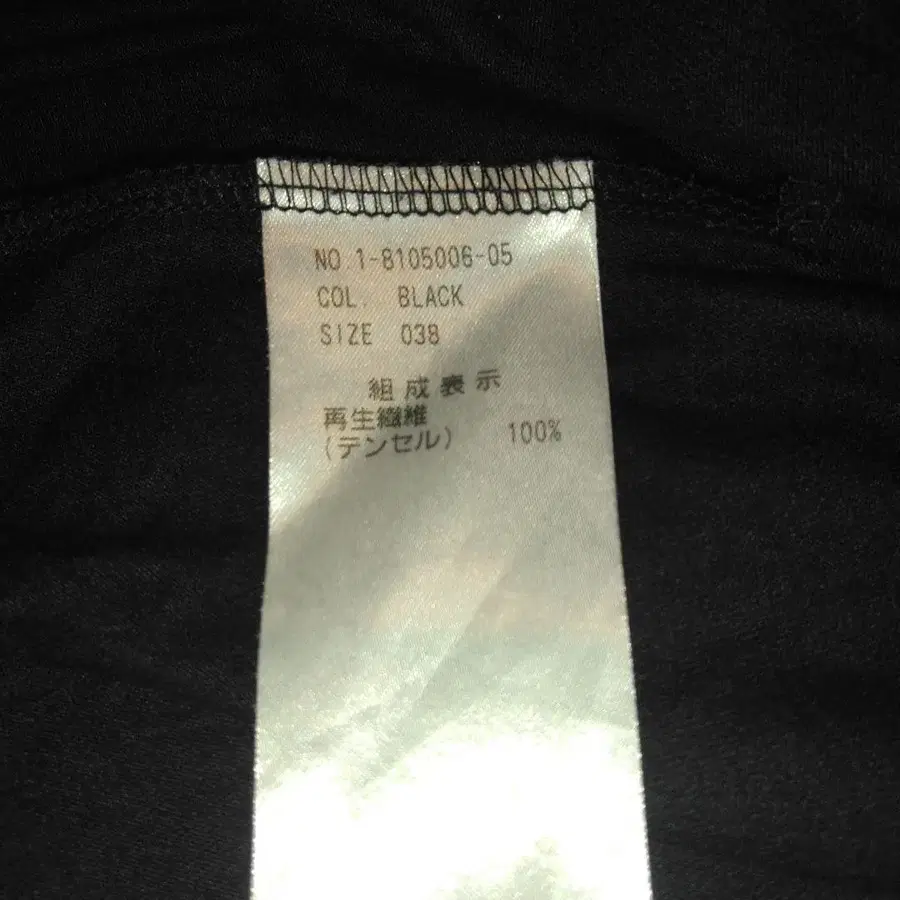 NO.1-8105006-05
COL. BLACK
SIZE 038
組成表示
再生繊維
(テンセル) 100%